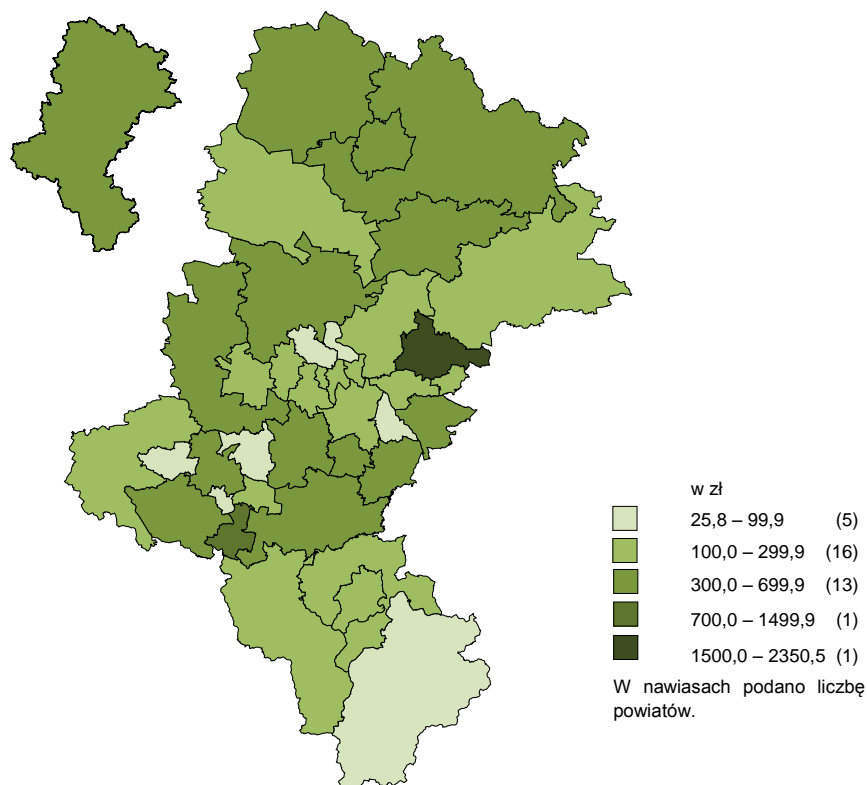 w zł
25,8 – 99,9 (5)
100,0 – 299,9 (16)
300,0 – 699,9 (13)
700,0 – 1499,9 (1)
1500,0 – 2350,5 (1)
W nawiasach podano liczbę
powiatów.